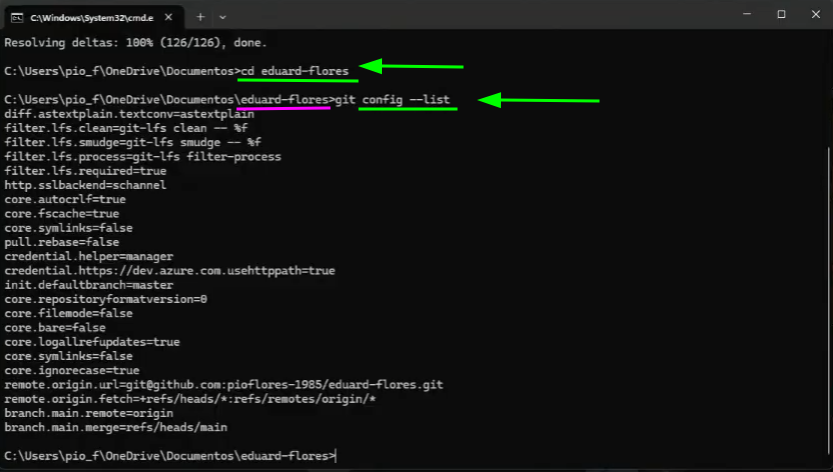 C:\Windows\System32\cmd.e
Resolving deltas: 100% (126/126), done.
C:\Users\pio_f\OneDrive\Documentos>cd eduard-flores
C:\Users\pio_f\OneDrive\Documentos\eduard-flores>git config --list
diff.astextplain.textconv=astextplain
filter.lfs.clean=git-lfs clean -- %f
filter.lfs.smudge=git-lfs smudge -- %f
filter.lfs.process=git-lfs filter-process
filter.lfs.required=true
http.sslbackend=schannel
core.autocrlf=true
core.fscache=true
core.symlinks=false
pull.rebase=false
credential.helper=manager
credential.https://dev.azure.com.usehttppath=true
init.defaultbranch=master
core.repositoryformatversion=0
core.filemode=false
core.bare=false
core.logallrefupdates=true
core.symlinks=false
core.ignorecase=true
remote.origin.url=git@github.com:pioflores-1985/eduard-flores.git
remote.origin.fetch=+refs/heads/*:refs/remotes/origin/*
branch.main.remote=origin
branch.main.merge=refs/heads/main
C:\Users\pio_f\OneDrive\Documentos\eduard-flores>